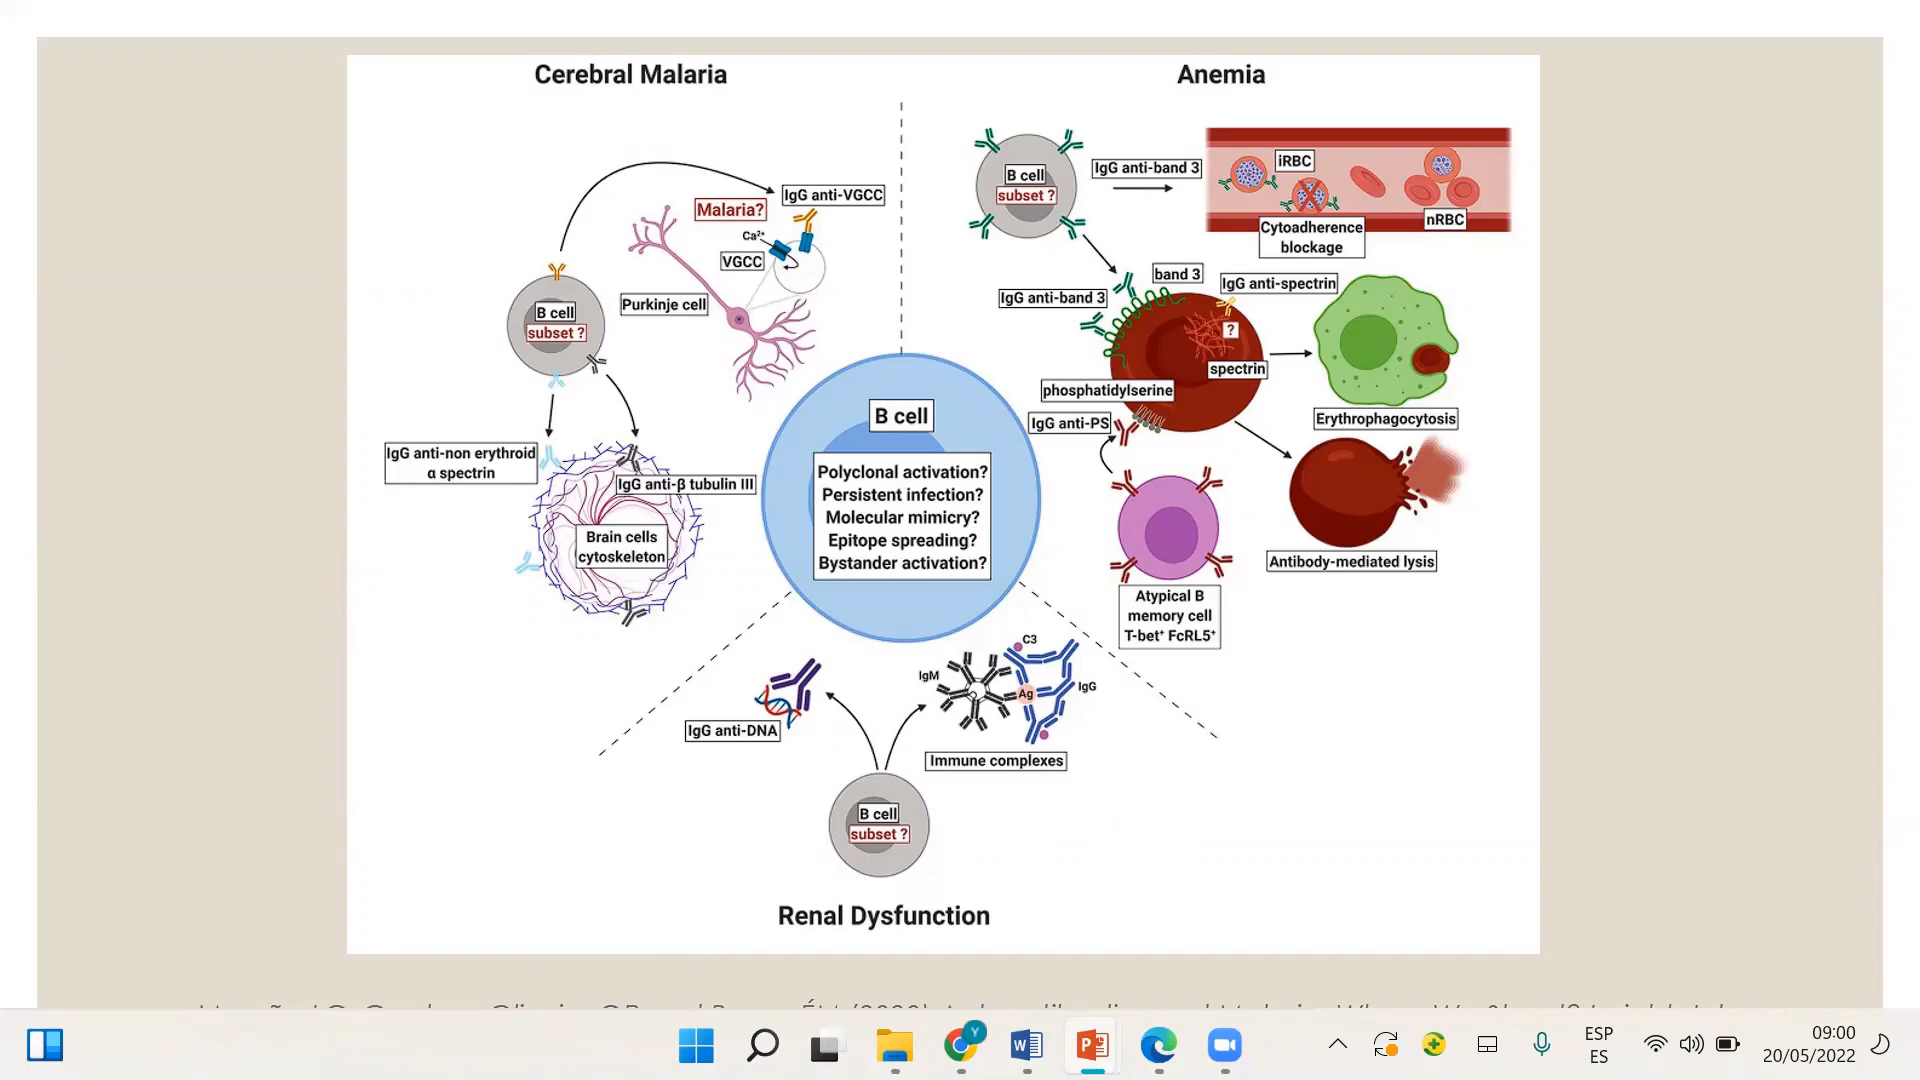 Cerebral Malaria
Anemia
B cell
subset ?
IgG anti-band 3
iRBC
nRBC
Cytoadherence
blockage
IgG anti-VGCC
Malaria?
Ca²⁺
VGCC
Purkinje cell
B cell
subset ?
band 3
IgG anti-band 3
IgG anti-spectrin
?
spectrin
phosphatidylserine
IgG anti-PS
Erythrophagocytosis
B cell
Polyclonal activation?
Persistent infection?
Molecular mimicry?
Epitope spreading?
Bystander activation?
IgG anti-non erythroid
α spectrin
IgG anti-β tubulin III
Brain cells
cytoskeleton
Antibody-mediated lysis
Atypical B
memory cell
T-bet⁺ FcRL5⁺
C3
IgM
Ag
IgG
IgG anti-DNA
Immune complexes
B cell
subset ?
Renal Dysfunction
Y
ESP
ES
09:00
20/05/2022